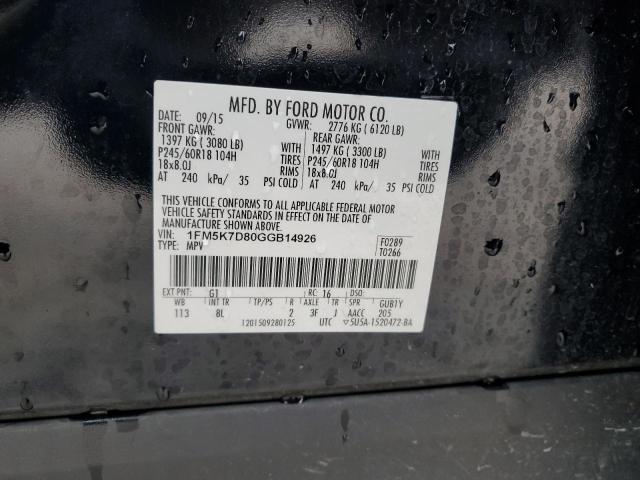 MFD. BY FORD MOTOR CO.
DATE: 09/15 GVWR: 2776 KG ( 6120 LB)
FRONT GAWR: REAR GAWR:
1397 KG ( 3080 LB) WITH 1497 KG ( 3300 LB) WITH
P245/60R18 104H TIRES P245/60R18 104H TIRES
18x8.0J RIMS 18x8.0J RIMS
AT 240 kPa/ 35 PSI COLD AT 240 kPa/ 35 PSI COLD
THIS VEHICLE CONFORMS TO ALL APPLICABLE FEDERAL MOTOR
VEHICLE SAFETY STANDARDS IN EFFECT ON THE DATE OF
MANUFACTURE SHOWN ABOVE.
VIN: 1FM5K7D80GGB14926 F0289
TYPE: MPV T0266
EXT PNT: G1 RC: 16 DSO:
WB INT TR TP/PS R AXLE TR SPR GUB1Y
113 8L 2 3F J AACC 205
1201509280125 UTC 5U5A-1520472-BA